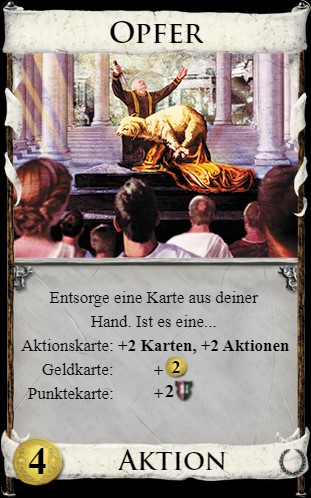 OPFER
Entsorge eine Karte aus deiner
Hand. Ist es eine...
Aktionskarte: +2 Karten, +2 Aktionen
Geldkarte: +2
Punktekarte: +2
4 AKTION